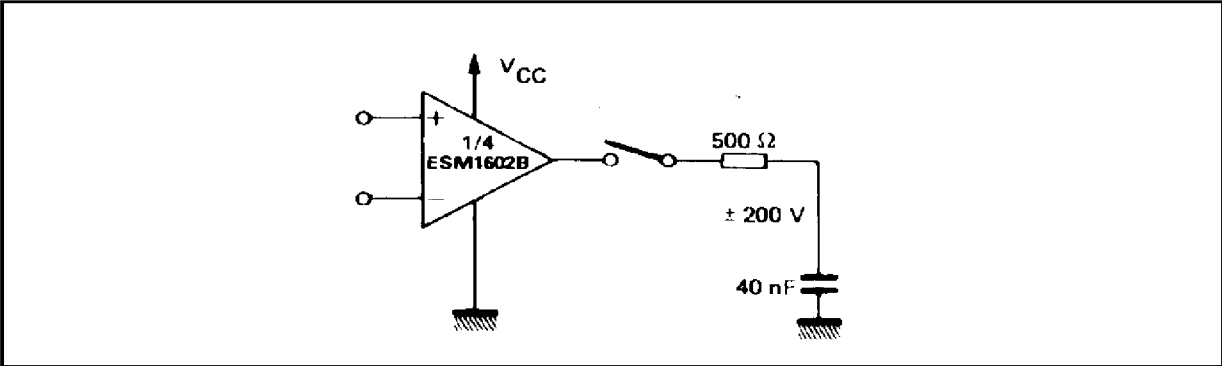 VCC
+
1/4
ESM1602B
−
500 Ω
± 200 V
40 nF